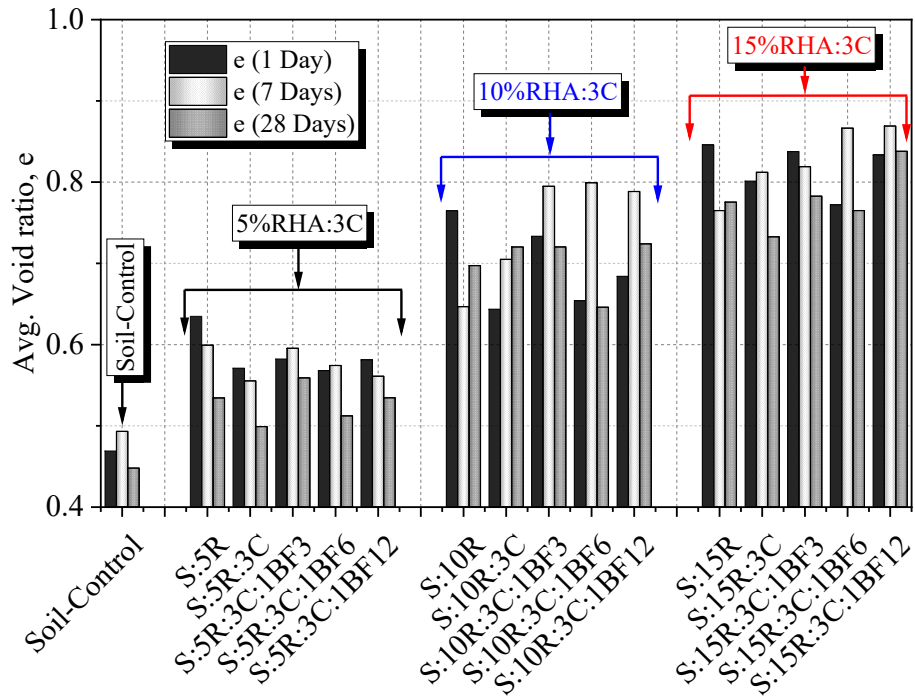 1.0
0.8
0.6
0.4
Avg. Void ratio, e
e (1 Day)
e (7 Days)
e (28 Days)
Soil-Control
5%RHA:3C
10%RHA:3C
15%RHA:3C
Soil-Control
S:5R
S:5R:3C
S:5R:3C:1BF3
S:5R:3C:1BF6
S:5R:3C:1BF12
S:10R
S:10R:3C
S:10R:3C:1BF3
S:10R:3C:1BF6
S:10R:3C:1BF12
S:15R
S:15R:3C
S:15R:3C:1BF3
S:15R:3C:1BF6
S:15R:3C:1BF12